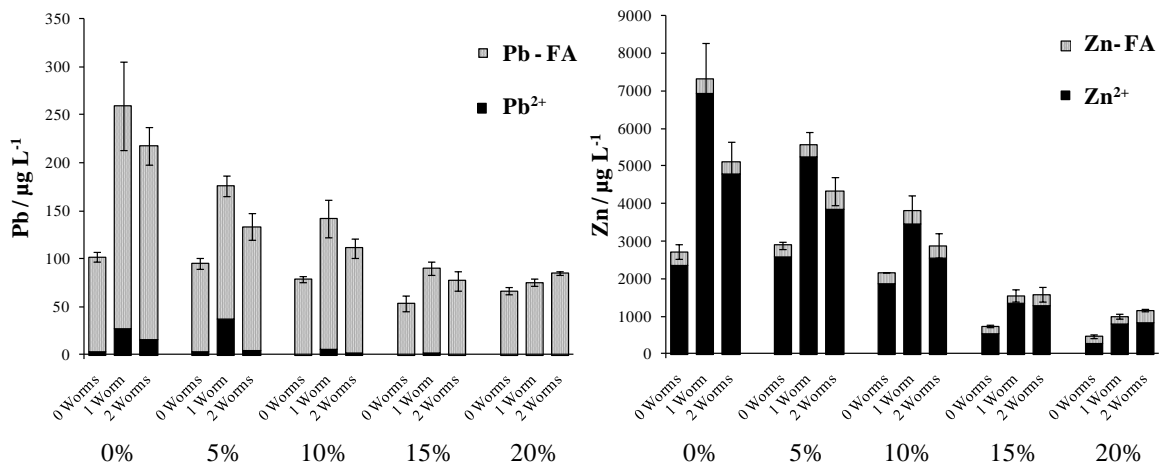 350
300
250
200
150
100
50
0
Pb / µg L-1
Pb - FA
Pb2+
0 Worms
1 Worm
2 Worms
0 Worms
1 Worm
2 Worms
0 Worms
1 Worm
2 Worms
0 Worms
1 Worm
2 Worms
0 Worms
1 Worm
2 Worms
0% 5% 10% 15% 20%
9000
8000
7000
6000
5000
4000
3000
2000
1000
0
Zn / µg L-1
Zn- FA
Zn2+
0 Worms
1 Worm
2 Worms
0 Worms
1 Worm
2 Worms
0 Worms
1 Worm
2 Worms
0 Worms
1 Worm
2 Worms
0 Worms
1 Worm
2 Worms
0% 5% 10% 15% 20%